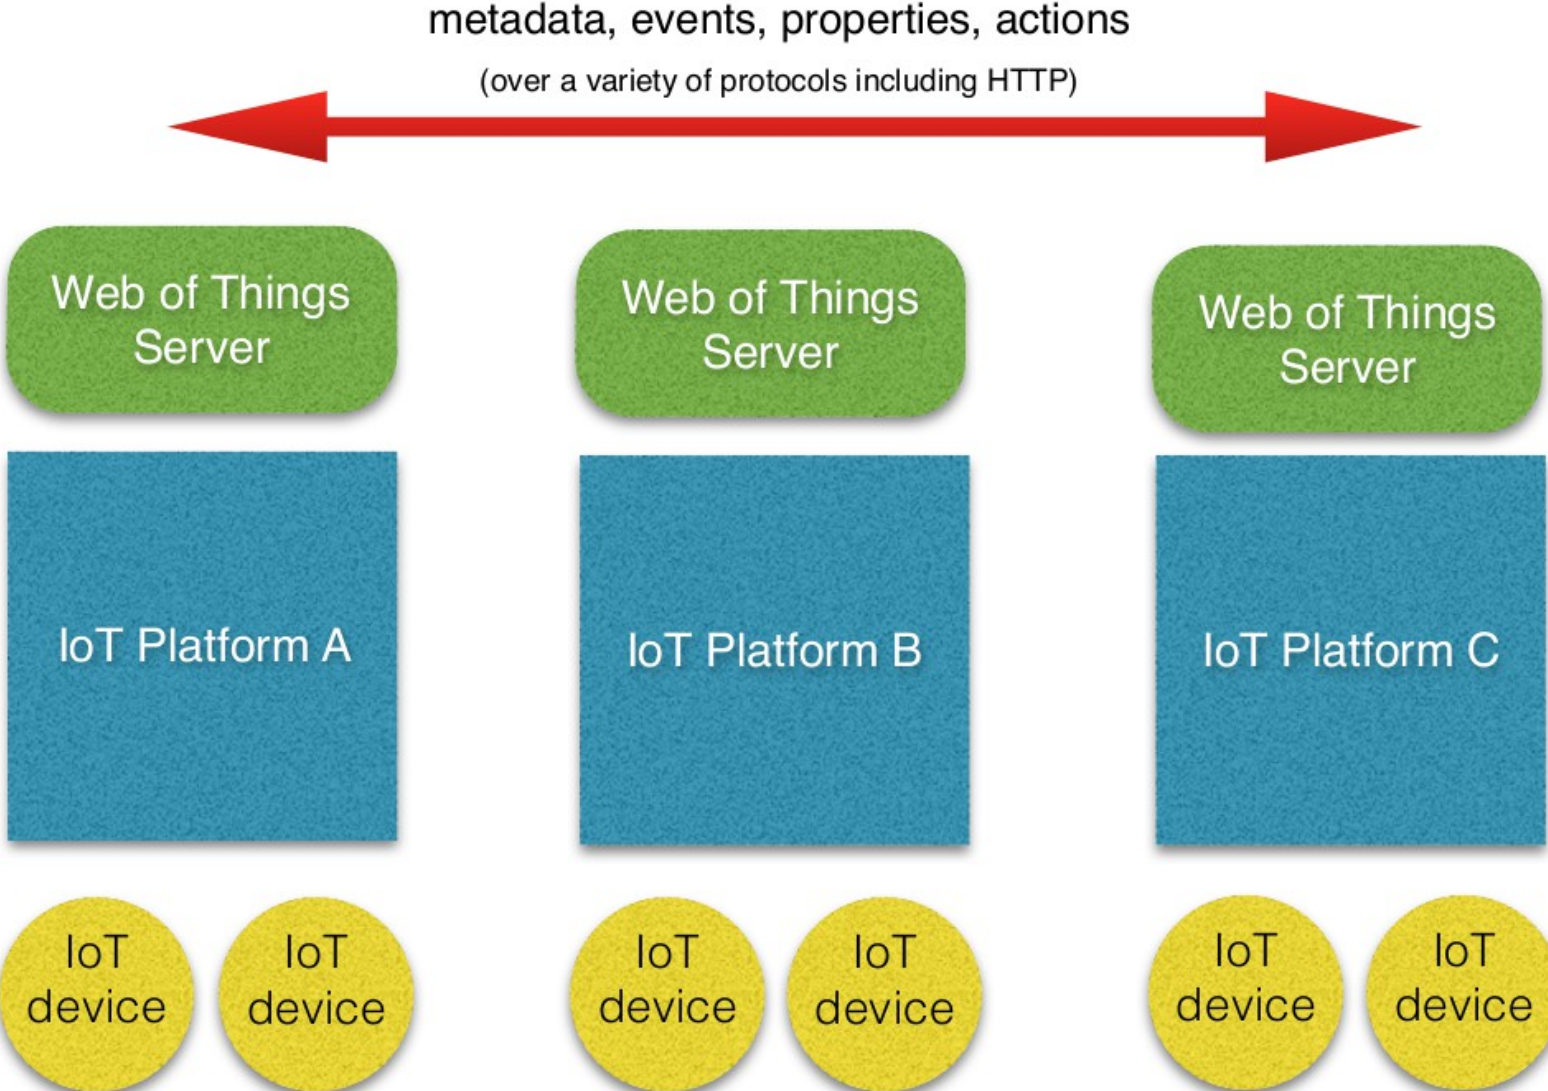 metadata, events, properties, actions
(over a variety of protocols including HTTP)
Web of Things
Server
Web of Things
Server
Web of Things
Server
IoT Platform A
IoT Platform B
IoT Platform C
IoT
device
IoT
device
IoT
device
IoT
device
IoT
device
IoT
device